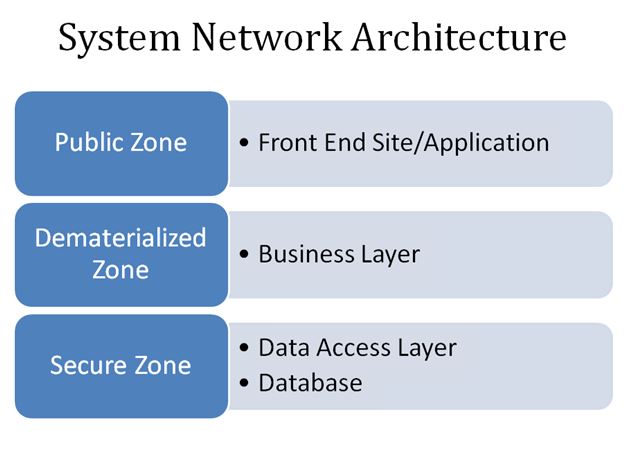 System Network Architecture
Public Zone
• Front End Site/Application
Dematerialized
Zone
• Business Layer
Secure Zone
• Data Access Layer
• Database